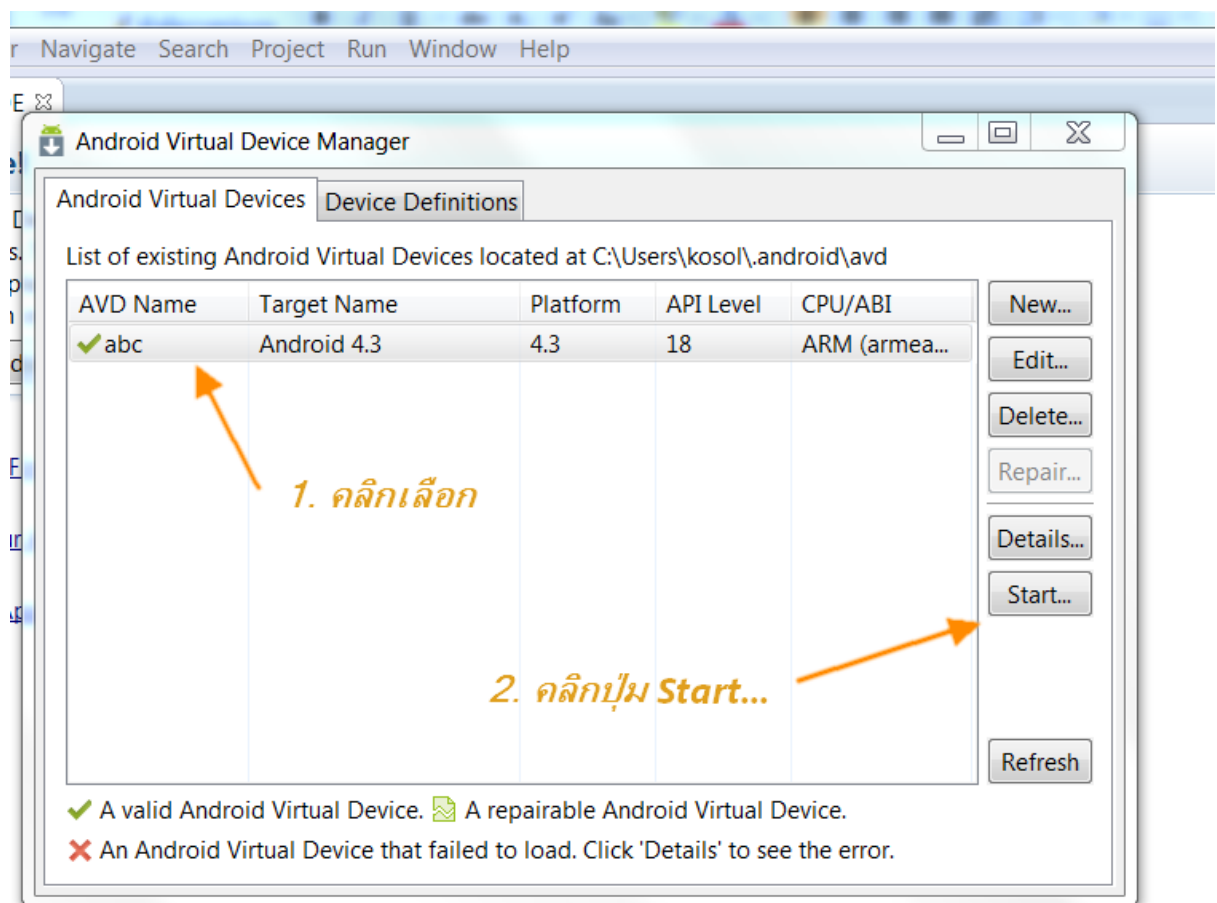 Navigate Search Project Run Window Help
Android Virtual Device Manager
Android Virtual Devices Device Definitions
List of existing Android Virtual Devices located at C:\Users\kosol\.android\avd
AVD Name Target Name Platform API Level CPU/ABI
abc Android 4.3 4.3 18 ARM (armea...
New...
Edit...
Delete...
Repair...
Details...
Start...
Refresh
1. คลิกเลือก
2. คลิกปุ่ม Start...
A valid Android Virtual Device. A repairable Android Virtual Device.
An Android Virtual Device that failed to load. Click 'Details' to see the error.